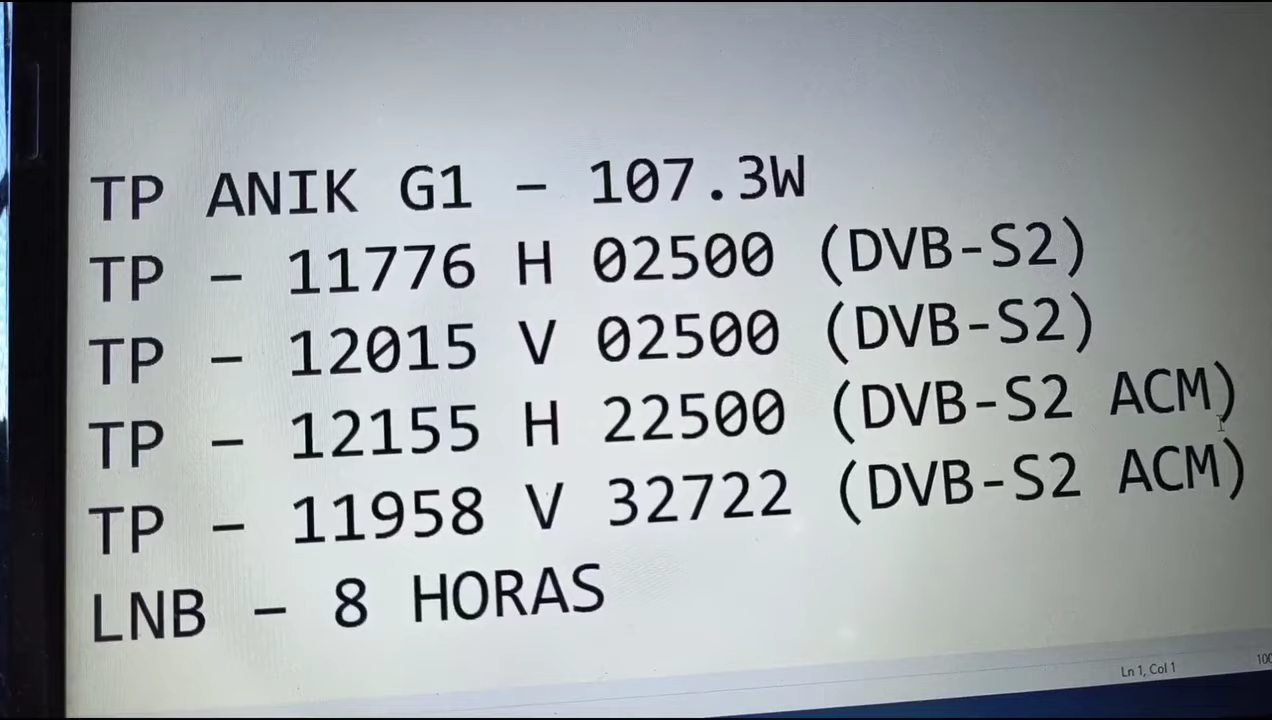 TP ANIK G1 - 107.3W
TP - 11776 H 02500 (DVB-S2)
TP - 12015 V 02500 (DVB-S2)
TP - 12155 H 22500 (DVB-S2 ACM)
TP - 11958 V 32722 (DVB-S2 ACM)
LNB - 8 HORAS
Ln 1, Col 1
100